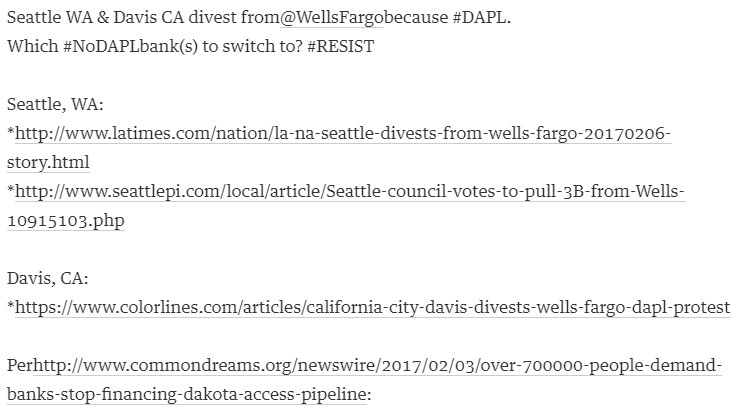 Seattle WA & Davis CA divest from@WellsFargobecause #DAPL.
Which #NoDAPLbank(s) to switch to? #RESIST
Seattle, WA:
*http://www.latimes.com/nation/la-na-seattle-divests-from-wells-fargo-20170206-
story.html
*http://www.seattlepi.com/local/article/Seattle-council-votes-to-pull-3B-from-Wells-
10915103.php
Davis, CA:
*https://www.colorlines.com/articles/california-city-davis-divests-wells-fargo-dapl-protest
Perhttp://www.commondreams.org/newswire/2017/02/03/over-700000-people-demand-
banks-stop-financing-dakota-access-pipeline: